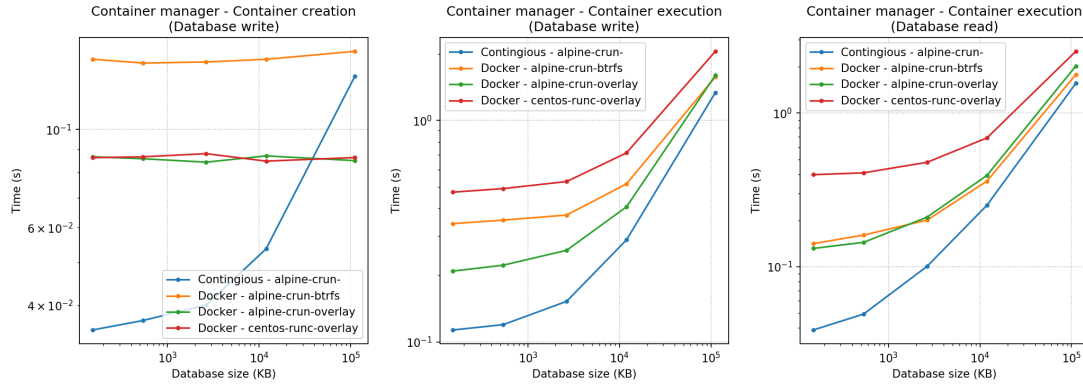 Container manager - Container creation
(Database write)
Time (s)
10⁻¹
6 × 10⁻²
4 × 10⁻²
Contingious - alpine-crun-
Docker - alpine-crun-btrfs
Docker - alpine-crun-overlay
Docker - centos-runc-overlay
10³
10⁴
10⁵
Database size (KB)
Container manager - Container execution
(Database write)
Contingious - alpine-crun-
Docker - alpine-crun-btrfs
Docker - alpine-crun-overlay
Docker - centos-runc-overlay
Time (s)
10⁰
10⁻¹
10³
10⁴
10⁵
Database size (KB)
Container manager - Container execution
(Database read)
Contingious - alpine-crun-
Docker - alpine-crun-btrfs
Docker - alpine-crun-overlay
Docker - centos-runc-overlay
Time (s)
10⁰
10⁻¹
10³
10⁴
10⁵
Database size (KB)